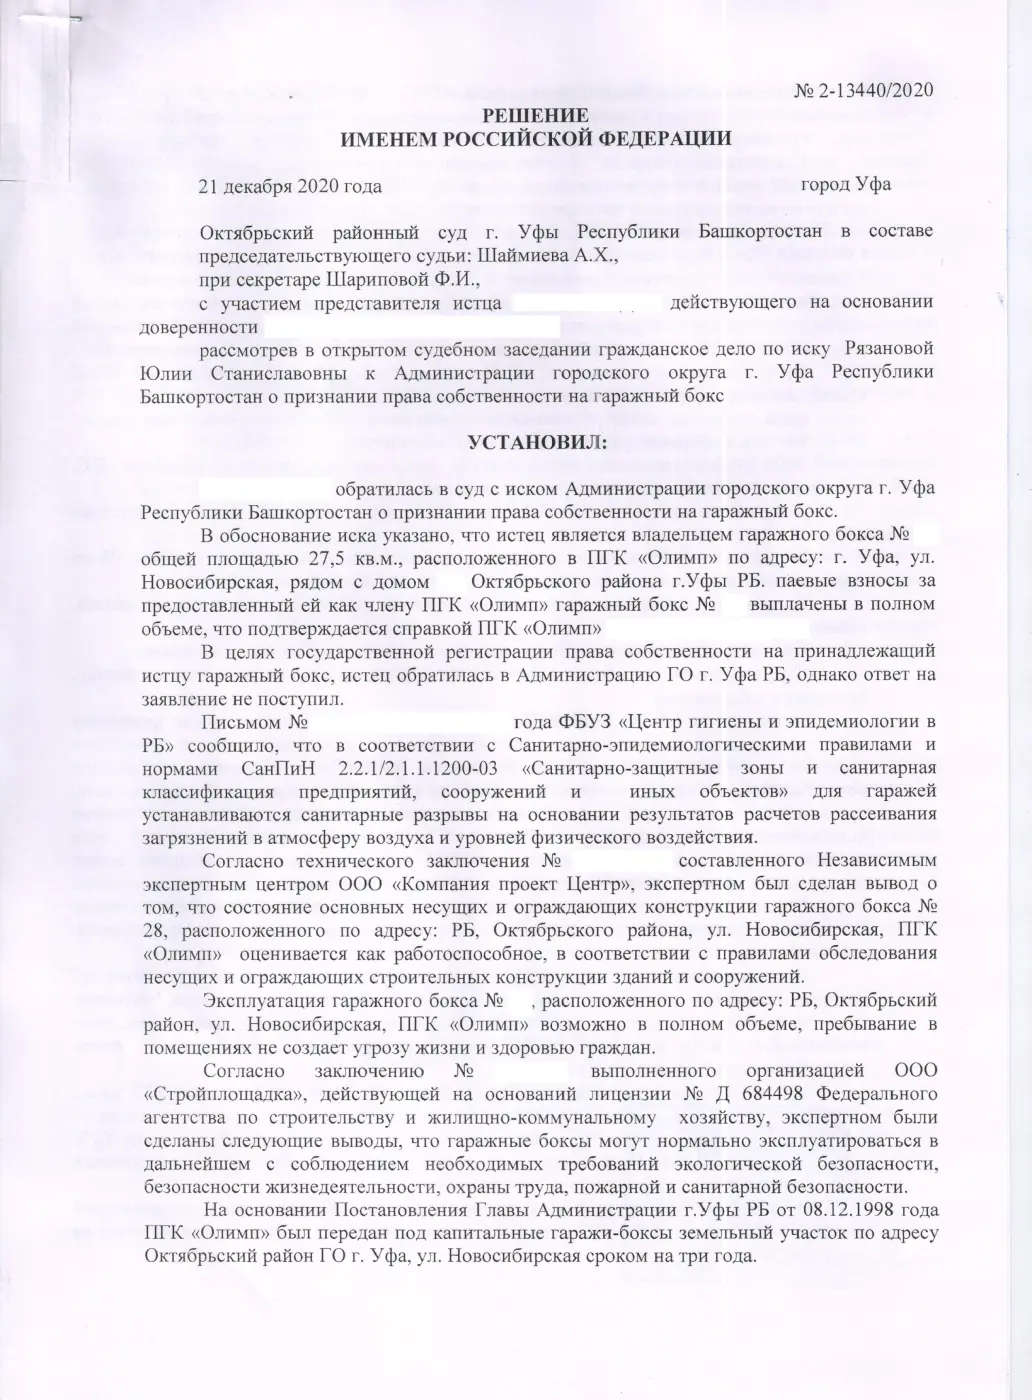 № 2-13440/2020
РЕШЕНИЕ
ИМЕНЕМ РОССИЙСКОЙ ФЕДЕРАЦИИ
21 декабря 2020 года город Уфа
Октябрьский районный суд г. Уфы Республики Башкортостан в составе
председательствующего судьи: Шаймиева А.Х.,
при секретаре Шариповой Ф.И.,
с участием представителя истца действующего на основании
доверенности
рассмотрев в открытом судебном заседании гражданское дело по иску Рязановой
Юлии Станиславовны к Администрации городского округа г. Уфа Республики
Башкортостан о признании права собственности на гаражный бокс
УСТАНОВИЛ:
обратилась в суд с иском Администрации городского округа г. Уфа
Республики Башкортостан о признании права собственности на гаражный бокс.
В обоснование иска указано, что истец является владельцем гаражного бокса №
общей площадью 27,5 кв.м., расположенного в ПГК «Олимп» по адресу: г. Уфа, ул.
Новосибирская, рядом с домом Октябрьского района г.Уфы РБ. паевые взносы за
предоставленный ей как члену ПГК «Олимп» гаражный бокс № выплачены в полном
объеме, что подтверждается справкой ПГК «Олимп»
В целях государственной регистрации права собственности на принадлежащий
истцу гаражный бокс, истец обратилась в Администрацию ГО г. Уфа РБ, однако ответ на
заявление не поступил.
Письмом № года ФБУЗ «Центр гигиены и эпидемиологии в
РБ» сообщило, что в соответствии с Санитарно-эпидемиологическими правилами и
нормами СанПиН 2.2.1/2.1.1.1200-03 «Санитарно-защитные зоны и санитарная
классификация предприятий, сооружений и иных объектов» для гаражей
устанавливаются санитарные разрывы на основании результатов расчетов рассеивания
загрязнений в атмосферу воздуха и уровней физического воздействия.
Согласно технического заключения № составленного Независимым
экспертным центром ООО «Компания проект Центр», экспертном был сделан вывод о
том, что состояние основных несущих и ограждающих конструкции гаражного бокса №
28, расположенного по адресу: РБ, Октябрьского района, ул. Новосибирская, ПГК
«Олимп» оценивается как работоспособное, в соответствии с правилами обследования
несущих и ограждающих строительных конструкции зданий и сооружений.
Эксплуатация гаражного бокса № , расположенного по адресу: РБ, Октябрьский
район, ул. Новосибирская, ПГК «Олимп» возможно в полном объеме, пребывание в
помещениях не создает угрозу жизни и здоровью граждан.
Согласно заключению № выполненного организацией ООО
«Стройплощадка», действующей на оснований лицензии № Д 684498 Федерального
агентства по строительству и жилищно-коммунальному хозяйству, экспертном были
сделаны следующие выводы, что гаражные боксы могут нормально эксплуатироваться в
дальнейшем с соблюдением необходимых требований экологической безопасности,
безопасности жизнедеятельности, охраны труда, пожарной и санитарной безопасности.
На основании Постановления Главы Администрации г.Уфы РБ от 08.12.1998 года
ПГК «Олимп» был передан под капитальные гаражи-боксы земельный участок по адресу
Октябрьский район ГО г. Уфа, ул. Новосибирская сроком на три года.